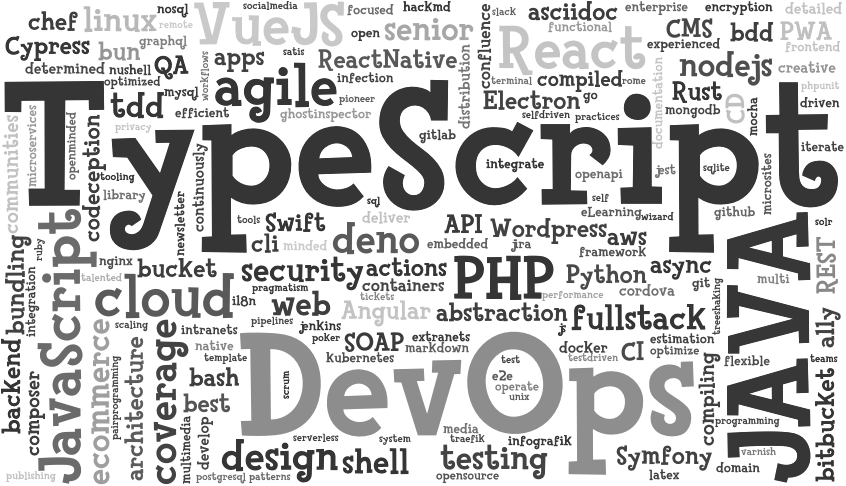 nosql
socialmedia
focused
hackmd
slack
asciidoc
enterprise
encryption
detailed
chef
linux
remote
VueJS
open
senior
confluence
functional
CMS
bdd
PWA
Cypress
bun
graphql
apps
satis
ReactNative
React
experienced
frontend
determined
nushell
QA
workflows
infection
distribution
terminal
compiled
rome
documentation
nodejs
creative
optimized
mysql
agile
pioneer
Electron
go
Rust
phpunit
tdd
efficient
ghostinspector
selfdriven
practices
mongodb
mocha
driven
communities
microservices
openminded
codeception
privacy
TypeScript
gitlab
integrate
openapi
jest
sqlite
iterate
tooling
library
continuously
newsletter
sql
self
microsites
tools
Swift
deliver
API
Wordpress
eLearning
wizard
github
solr
bundling
ruby
JavaScript
cli
minded
deno
embedded
jra
aws
framework
JAVA
REST
nginx
bucket
security
actions
PHP
Python
async
git
multi
integration
talented
cloud
i18n
pragmatism
containers
performance
cordova
treeshaking
web
tickets
Angular
abstraction
js
fullstack
a11y
scaling
intranets
pipelines
jenkins
poker
SOAP
extranets
markdown
docker
CI
estimation
optimize
backend
composer
ecommerce
pairprogramming
architecture
coverage
native
template
DevOps
kubernetes
test
testdriven
flexible
teams
bash
scrum
e2e
operate
unix
compiling
bitbucket
best
multimedia
develop
programming
serverless
system
media
traefik
infografik
varnish
publishing
postgresql
patterns
design
shell
testing
opensource
Symfony
latex
domain